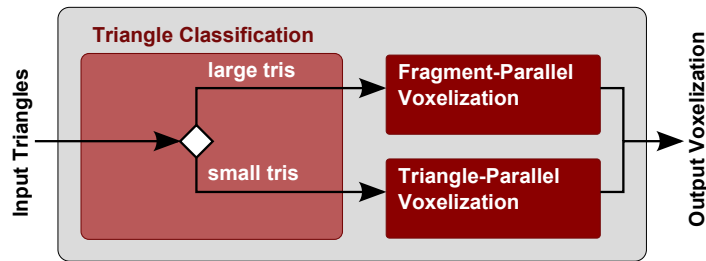 Input Triangles
Triangle Classification
large tris
small tris
Fragment-Parallel
Voxelization
Triangle-Parallel
Voxelization
Output Voxelization